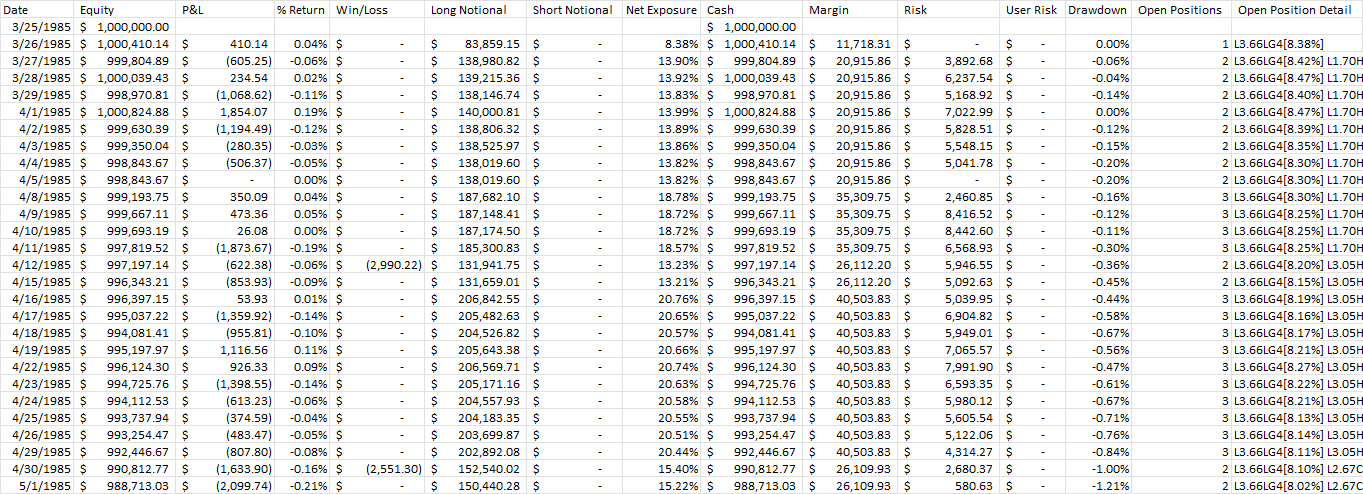 Date Equity P&L % Return Win/Loss Long Notional Short Notional Net Exposure Cash Margin Risk User Risk Drawdown Open Positions Open Position Detail
3/25/1985 $ 1,000,000.00 $ 1,000,000.00
3/26/1985 $ 1,000,410.14 $ 410.14 0.04% $ - $ 83,859.15 $ - 8.38% $ 1,000,410.14 $ 11,718.31 $ - $ - 0.00% 1 L3.66LG4[8.38%]
3/27/1985 $ 999,804.89 $ (605.25) -0.06% $ - $ 138,980.82 $ - 13.90% $ 999,804.89 $ 20,915.86 $ 3,892.68 $ - -0.06% 2 L3.66LG4[8.42%] L1.70H
3/28/1985 $ 1,000,039.43 $ 234.54 0.02% $ - $ 139,215.36 $ - 13.92% $ 1,000,039.43 $ 20,915.86 $ 6,237.54 $ - -0.04% 2 L3.66LG4[8.47%] L1.70H
3/29/1985 $ 998,970.81 $ (1,068.62) -0.11% $ - $ 138,146.74 $ - 13.83% $ 998,970.81 $ 20,915.86 $ 5,168.92 $ - -0.14% 2 L3.66LG4[8.40%] L1.70H
4/1/1985 $ 1,000,824.88 $ 1,854.07 0.19% $ - $ 140,000.81 $ - 13.99% $ 1,000,824.88 $ 20,915.86 $ 7,022.99 $ - 0.00% 2 L3.66LG4[8.47%] L1.70H
4/2/1985 $ 999,630.39 $ (1,194.49) -0.12% $ - $ 138,806.32 $ - 13.89% $ 999,630.39 $ 20,915.86 $ 5,828.51 $ - -0.12% 2 L3.66LG4[8.39%] L1.70H
4/3/1985 $ 999,350.04 $ (280.35) -0.03% $ - $ 138,525.97 $ - 13.86% $ 999,350.04 $ 20,915.86 $ 5,548.15 $ - -0.15% 2 L3.66LG4[8.35%] L1.70H
4/4/1985 $ 998,843.67 $ (506.37) -0.05% $ - $ 138,019.60 $ - 13.82% $ 998,843.67 $ 20,915.86 $ 5,041.78 $ - -0.20% 2 L3.66LG4[8.30%] L1.70H
4/5/1985 $ 998,843.67 $ - 0.00% $ - $ 138,019.60 $ - 13.82% $ 998,843.67 $ 20,915.86 $ - $ - -0.20% 2 L3.66LG4[8.30%] L1.70H
4/8/1985 $ 999,193.75 $ 350.09 0.04% $ - $ 187,682.10 $ - 18.78% $ 999,193.75 $ 35,309.75 $ 2,460.85 $ - -0.16% 3 L3.66LG4[8.30%] L1.70H
4/9/1985 $ 999,667.11 $ 473.36 0.05% $ - $ 187,148.41 $ - 18.72% $ 999,667.11 $ 35,309.75 $ 8,416.52 $ - -0.12% 3 L3.66LG4[8.25%] L1.70H
4/10/1985 $ 999,693.19 $ 26.08 0.00% $ - $ 187,174.50 $ - 18.72% $ 999,693.19 $ 35,309.75 $ 8,442.60 $ - -0.11% 3 L3.66LG4[8.25%] L1.70H
4/11/1985 $ 997,819.52 $ (1,873.67) -0.19% $ - $ 185,300.83 $ - 18.57% $ 997,819.52 $ 35,309.75 $ 6,568.93 $ - -0.30% 3 L3.66LG4[8.25%] L1.70H
4/12/1985 $ 997,197.14 $ (622.38) -0.06% $ (2,990.22) $ 131,941.75 $ - 13.23% $ 997,197.14 $ 26,112.20 $ 5,946.55 $ - -0.36% 2 L3.66LG4[8.20%] L3.05H
4/15/1985 $ 996,343.21 $ (853.93) -0.09% $ - $ 131,659.01 $ - 13.21% $ 996,343.21 $ 26,112.20 $ 5,092.63 $ - -0.45% 2 L3.66LG4[8.15%] L3.05H
4/16/1985 $ 996,397.15 $ 53.93 0.01% $ - $ 206,842.55 $ - 20.76% $ 996,397.15 $ 40,503.83 $ 5,039.95 $ - -0.44% 3 L3.66LG4[8.19%] L3.05H
4/17/1985 $ 995,037.22 $ (1,359.92) -0.14% $ - $ 205,482.63 $ - 20.65% $ 995,037.22 $ 40,503.83 $ 6,904.82 $ - -0.58% 3 L3.66LG4[8.16%] L3.05H
4/18/1985 $ 994,081.41 $ (955.81) -0.10% $ - $ 204,526.82 $ - 20.57% $ 994,081.41 $ 40,503.83 $ 5,949.01 $ - -0.67% 3 L3.66LG4[8.17%] L3.05H
4/19/1985 $ 995,197.97 $ 1,116.56 0.11% $ - $ 205,643.38 $ - 20.66% $ 995,197.97 $ 40,503.83 $ 7,065.57 $ - -0.56% 3 L3.66LG4[8.21%] L3.05H
4/22/1985 $ 996,124.30 $ 926.33 0.09% $ - $ 206,569.71 $ - 20.74% $ 996,124.30 $ 40,503.83 $ 7,991.90 $ - -0.47% 3 L3.66LG4[8.27%] L3.05H
4/23/1985 $ 994,725.76 $ (1,398.55) -0.14% $ - $ 205,171.16 $ - 20.63% $ 994,725.76 $ 40,503.83 $ 6,593.35 $ - -0.61% 3 L3.66LG4[8.22%] L3.05H
4/24/1985 $ 994,112.53 $ (613.23) -0.06% $ - $ 204,557.93 $ - 20.58% $ 994,112.53 $ 40,503.83 $ 5,980.12 $ - -0.67% 3 L3.66LG4[8.21%] L3.05H
4/25/1985 $ 993,737.94 $ (374.59) -0.04% $ - $ 204,183.35 $ - 20.55% $ 993,737.94 $ 40,503.83 $ 5,605.54 $ - -0.71% 3 L3.66LG4[8.13%] L3.05H
4/26/1985 $ 993,254.47 $ (483.47) -0.05% $ - $ 203,699.87 $ - 20.51% $ 993,254.47 $ 40,503.83 $ 5,122.06 $ - -0.76% 3 L3.66LG4[8.14%] L3.05H
4/29/1985 $ 992,446.67 $ (807.80) -0.08% $ - $ 202,892.08 $ - 20.44% $ 992,446.67 $ 40,503.83 $ 4,314.27 $ - -0.84% 3 L3.66LG4[8.11%] L3.05H
4/30/1985 $ 990,812.77 $ (1,633.90) -0.16% $ (2,551.30) $ 152,540.02 $ - 15.40% $ 990,812.77 $ 26,109.93 $ 2,680.37 $ - -1.00% 2 L3.66LG4[8.10%] L2.67C
5/1/1985 $ 988,713.03 $ (2,099.74) -0.21% $ - $ 150,440.28 $ - 15.22% $ 988,713.03 $ 26,109.93 $ 580.63 $ - -1.21% 2 L3.66LG4[8.02%] L2.67C